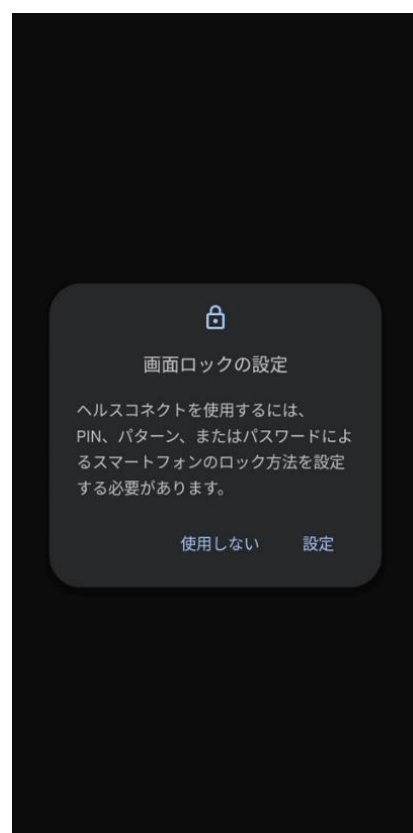 画面ロックの設定
ヘルスコネクトを使用するには、
PIN、パターン、またはパスワードによ
るスマートフォンのロック方法を設定
する必要があります。
使用しない 設定